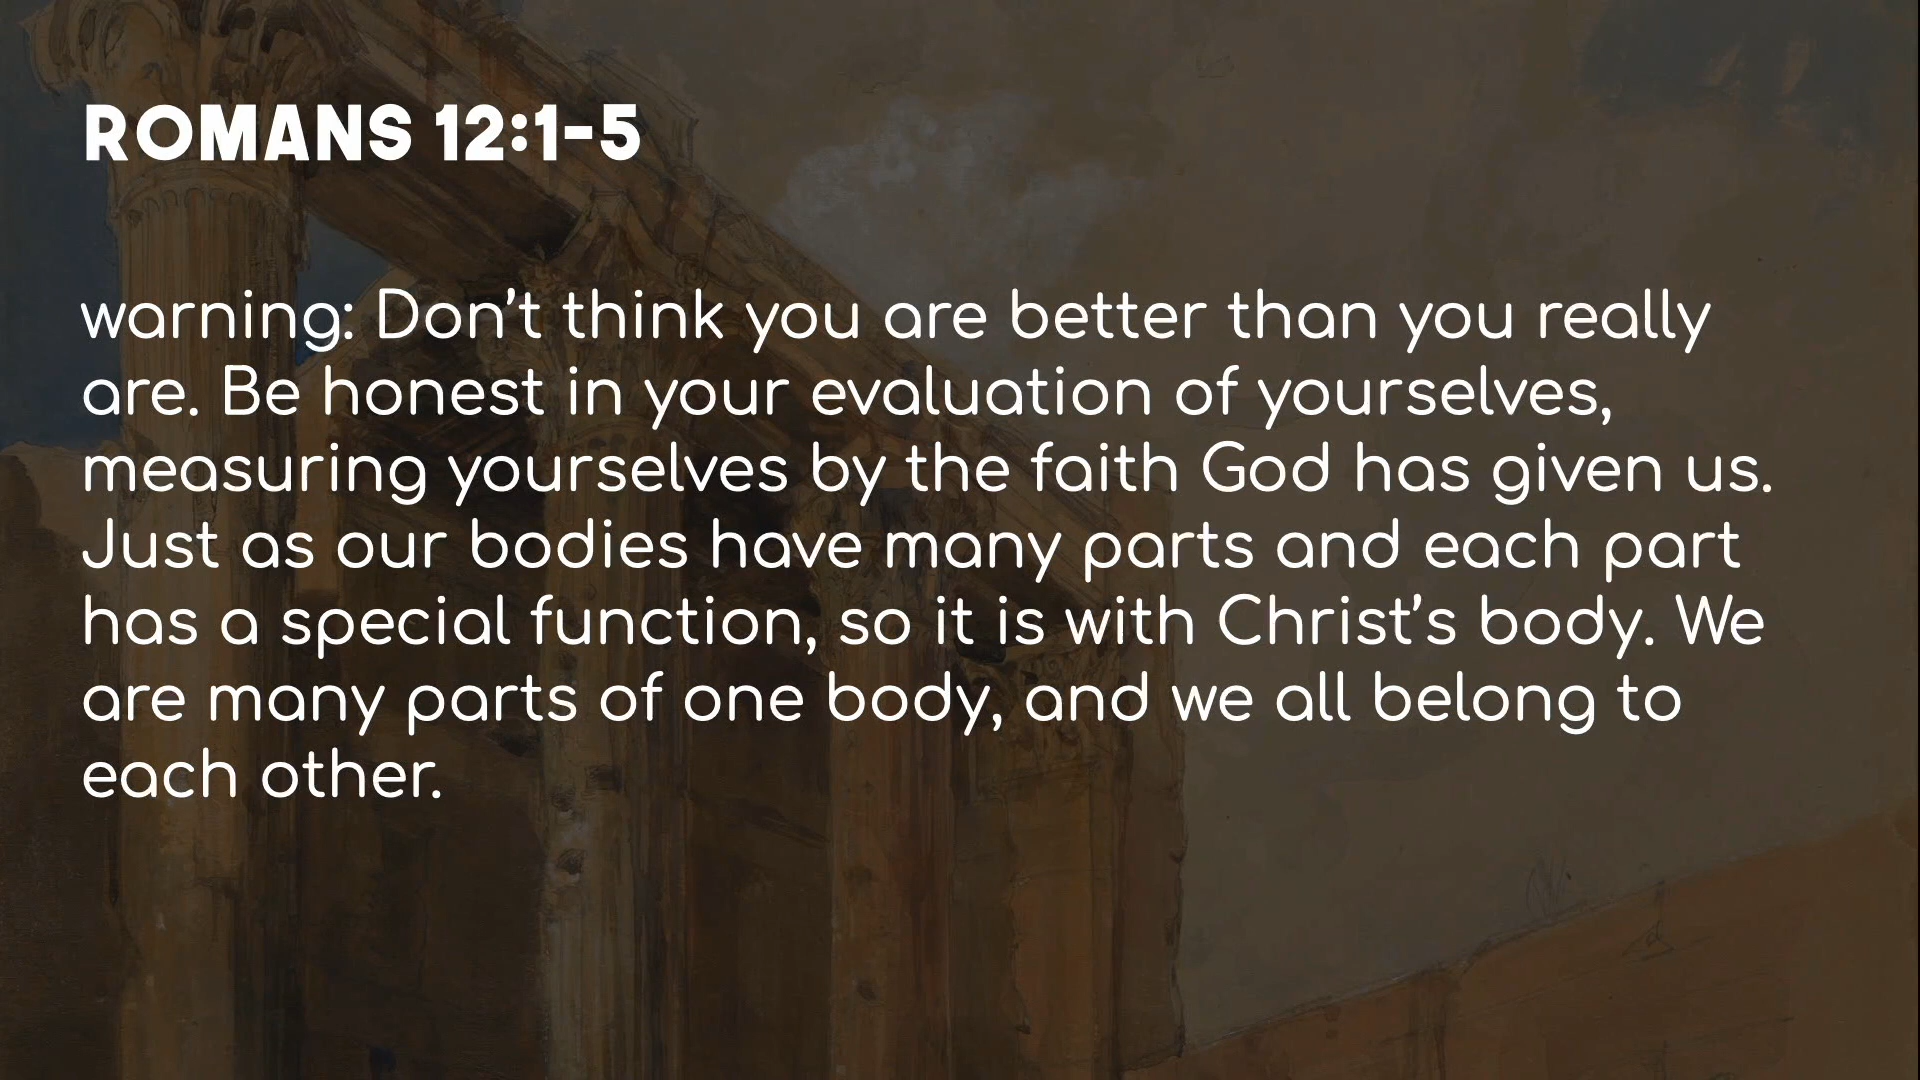 ROMANS 12:1-5
warning: Don’t think you are better than you really
are. Be honest in your evaluation of yourselves,
measuring yourselves by the faith God has given us.
Just as our bodies have many parts and each part
has a special function, so it is with Christ’s body. We
are many parts of one body, and we all belong to
each other.